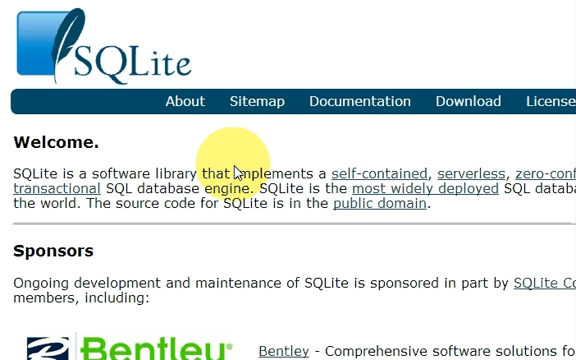 SQLite
About Sitemap Documentation Download License
Welcome.
SQLite is a software library that implements a self-contained, serverless, zero-conf
transactional SQL database engine. SQLite is the most widely deployed SQL datab
the world. The source code for SQLite is in the public domain.
Sponsors
Ongoing development and maintenance of SQLite is sponsored in part by SQLite Co
members, including:
Bentley Bentley - Comprehensive software solutions fo